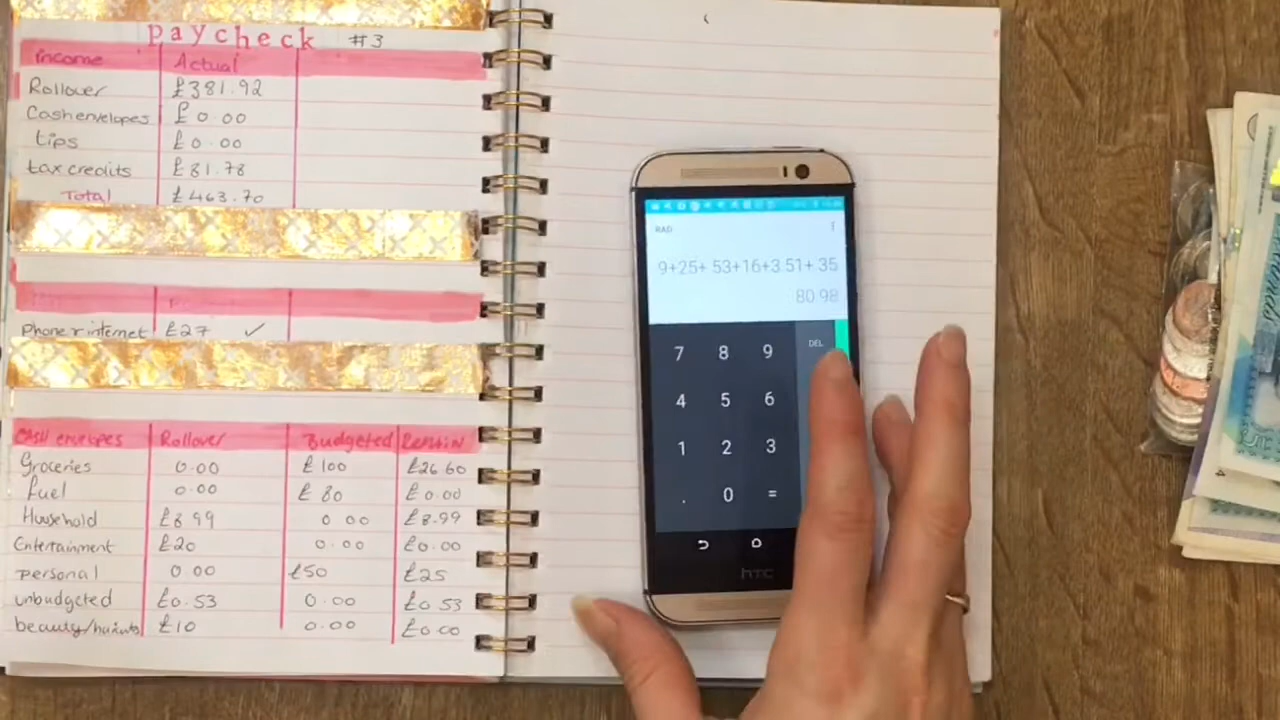 paycheck #3
Income Actual
Rollover £381.92
Cash envelopes £0.00
tips £0.00
tax credits £81.78
Total £463.70
phone + internet £27 ✓
Cash envelopes Rollover Budgeted Remain
Groceries 0.00 £100 £26.60
fuel 0.00 £80 £0.00
Household £8.99 0.00 £8.99
Entertainment £20 0.00 £0.00
personal 0.00 £50 £25
unbudgeted £0.53 0.00 £0.53
beauty/haircuts £10 0.00 £0.00
RAD
9+25+ 53+16+3.51+ 35
80.98
7 8 9 DEL
4 5 6
1 2 3
. 0 =
hTC